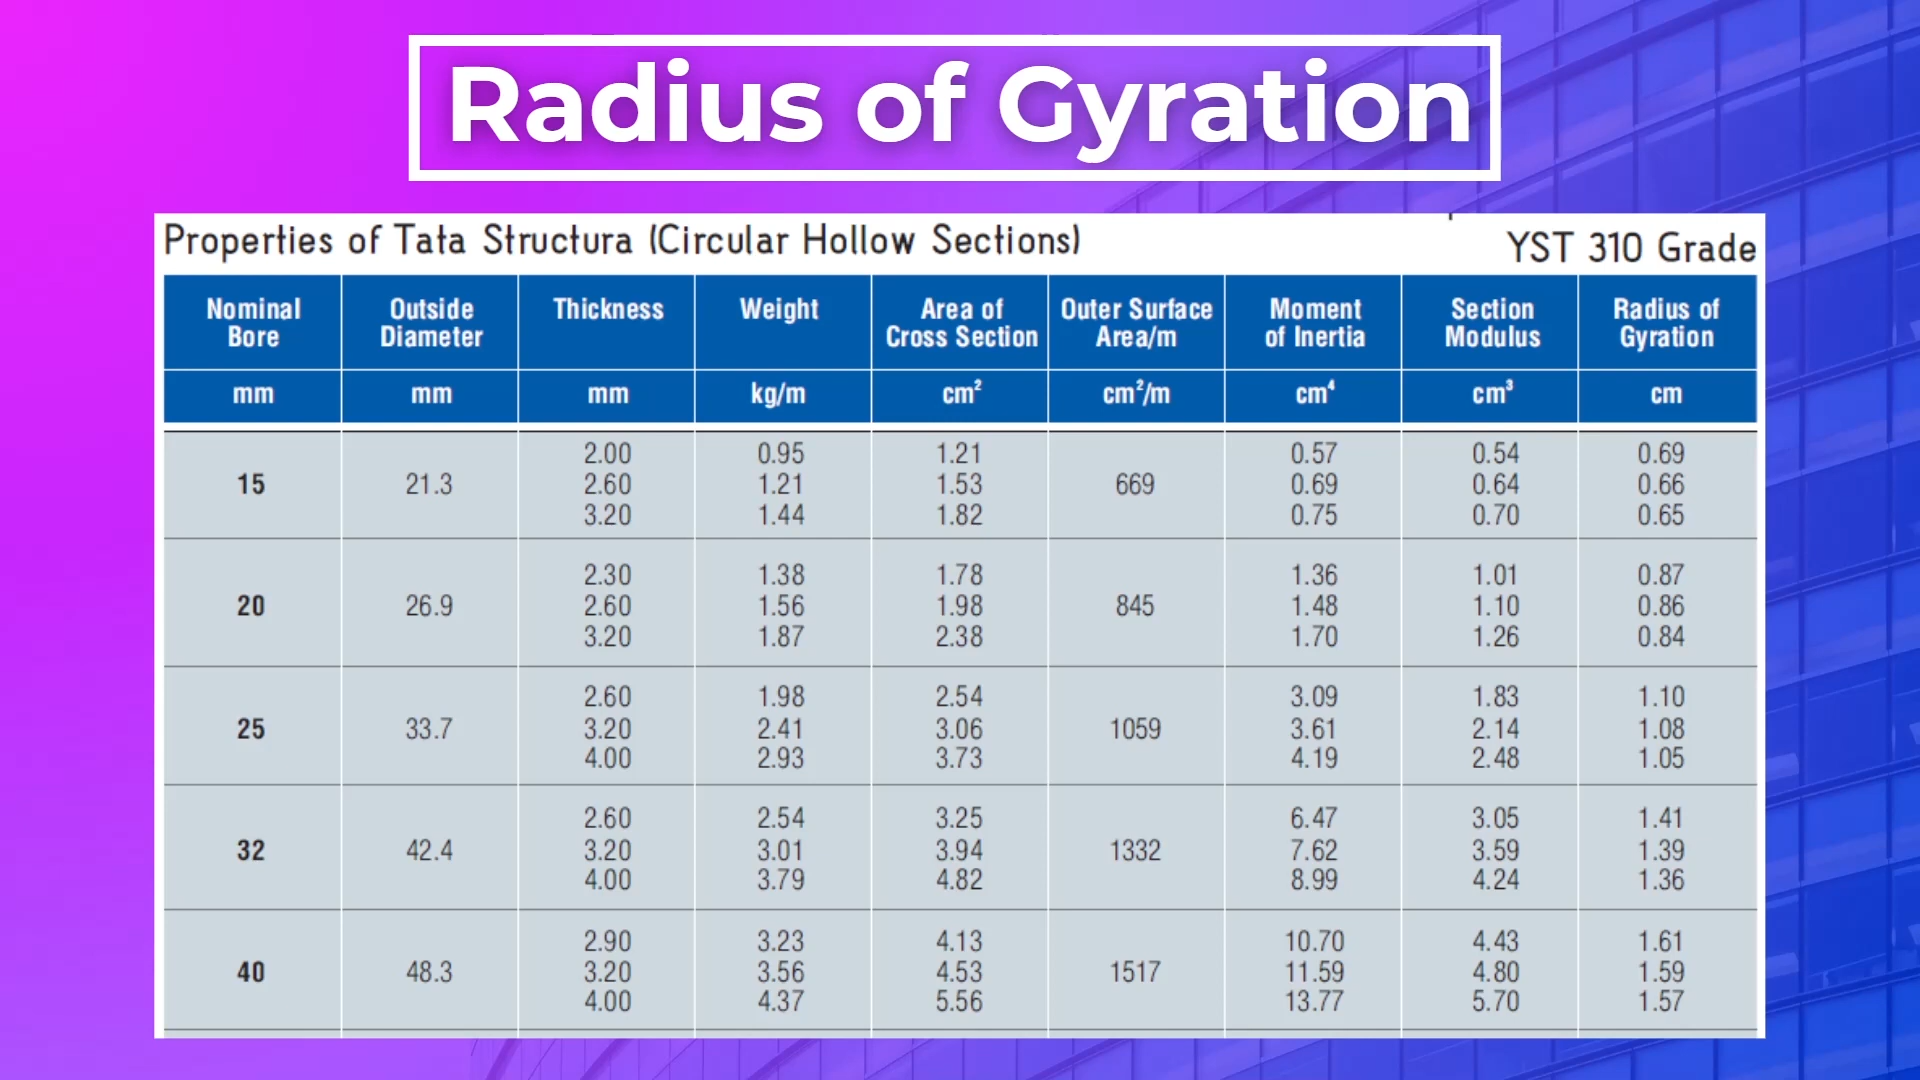 Radius of Gyration
Properties of Tata Structura (Circular Hollow Sections)
YST 310 Grade
Nominal Bore Outside Diameter Thickness Weight Area of Cross Section Outer Surface Area/m Moment of Inertia Section Modulus Radius of Gyration
mm mm mm kg/m cm² cm²/m cm⁴ cm³ cm
2.00 0.95 1.21 0.57 0.54 0.69
15 21.3 2.60 1.21 1.53 669 0.69 0.64 0.66
3.20 1.44 1.82 0.75 0.70 0.65
2.30 1.38 1.78 1.36 1.01 0.87
20 26.9 2.60 1.56 1.98 845 1.48 1.10 0.86
3.20 1.87 2.38 1.70 1.26 0.84
2.60 1.98 2.54 3.09 1.83 1.10
25 33.7 3.20 2.41 3.06 1059 3.61 2.14 1.08
4.00 2.93 3.73 4.19 2.48 1.05
2.60 2.54 3.25 6.47 3.05 1.41
32 42.4 3.20 3.01 3.94 1332 7.62 3.59 1.39
4.00 3.79 4.82 8.99 4.24 1.36
2.90 3.23 4.13 10.70 4.43 1.61
40 48.3 3.20 3.56 4.53 1517 11.59 4.80 1.59
4.00 4.37 5.56 13.77 5.70 1.57